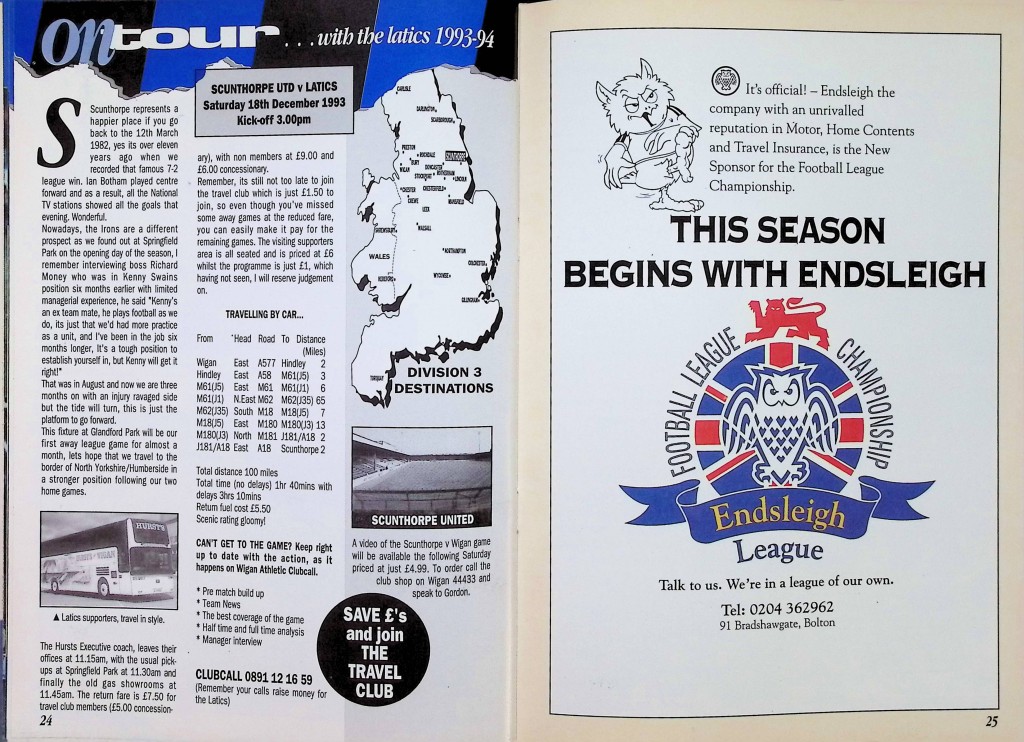 on tour ...with the latics 1993-94
Scunthorpe represents a
happier place if you go
back to the 12th March
1982, yes its over eleven
years ago when we
recorded that famous 7-2
league win. Ian Botham played centre
forward and as a result, all the National
TV stations showed all the goals that
evening. Wonderful.
Nowadays, the Irons are a different
prospect as we found out at Springfield
Park on the opening day of the season, I
remember interviewing boss Richard
Money who was in Kenny Swains
position six months earlier with limited
managerial experience, he said "Kenny's
an ex team mate, he plays football as we
do, its just that we'd had more practice
as a unit, and I've been in the job six
months longer, It's a tough position to
establish yourself in, but Kenny will get it
right!"
That was in August and now we are three
months on with an injury ravaged side
but the tide will turn, this is just the
platform to go forward.
This fixture at Glandford Park will be our
first away league game for almost a
month, lets hope that we travel to the
border of North Yorkshire/Humberside in
a stronger position following our two
home games.
HURSTS
▲ Latics supporters, travel in style.
The Hursts Executive coach, leaves their
offices at 11.15am, with the usual pick-
ups at Springfield Park at 11.30am and
finally the old gas showrooms at
11.45am. The return fare is £7.50 for
travel club members (£5.00 concession-
24
SCUNTHORPE UTD v LATICS
Saturday 18th December 1993
Kick-off 3.00pm
ary), with non members at £9.00 and
£6.00 concessionary.
Remember, its still not too late to join
the travel club which is just £1.50 to
join, so even though you've missed
some away games at the reduced fare,
you can easily make it pay for the
remaining games. The visiting supporters
area is all seated and is priced at £6
whilst the programme is just £1, which
having not seen, I will reserve judgement
on.
TRAVELLING BY CAR...
From *Head Road To Distance
(Miles)
Wigan East A577 Hindley 2
Hindley East A58 M61(J5) 3
M61(J5) East M61 M61(J1) 6
M61(J1) N.East M62 M62(J35) 65
M62(J35) South M18 M18(J5) 7
M18(J5) East M180 M180(J3) 13
M180(J3) North M181 J181/A18 2
J181/A18 East A18 Scunthorpe 2
Total distance 100 miles
Total time (no delays) 1hr 40mins with
delays 3hrs 10mins
Return fuel cost £5.50
Scenic rating gloomy!
CAN'T GET TO THE GAME? Keep right
up to date with the action, as it
happens on Wigan Athletic Clubcall.
* Pre match build up
* Team News
* The best coverage of the game
* Half time and full time analysis
* Manager interview
CLUBCALL 0891 12 16 59
(Remember your calls raise money for
the Latics)
CARLISLE
DARLINGTON
SCARBOROUGH
PRESTON
ROCHDALE
SCUNTHORPE
BURY
WIGAN
DONCASTER
STOCKPORT
ROTHERHAM
LINCOLN
CHESTER
CHESTERFIELD
CREWE
MANSFIELD
LEEK
SHREWSBURY
WALSALL
WALES
NORTHAMPTON
COLCHESTER
HEREFORD
WYCOMBE
GILLINGHAM
TORQUAY
DIVISION 3
DESTINATIONS
SCUNTHORPE UNITED
A video of the Scunthorpe v Wigan game
will be available the following Saturday
priced at just £4.99. To order call the
club shop on Wigan 44433 and
speak to Gordon.
SAVE £'s
and join
THE
TRAVEL
CLUB
It's official! – Endsleigh the
company with an unrivalled
reputation in Motor, Home Contents
and Travel Insurance, is the New
Sponsor for the Football League
Championship.
THIS SEASON
BEGINS WITH ENDSLEIGH
FOOTBALL LEAGUE CHAMPIONSHIP
Endsleigh
League
Talk to us. We're in a league of our own.
Tel: 0204 362962
91 Bradshawgate, Bolton
25